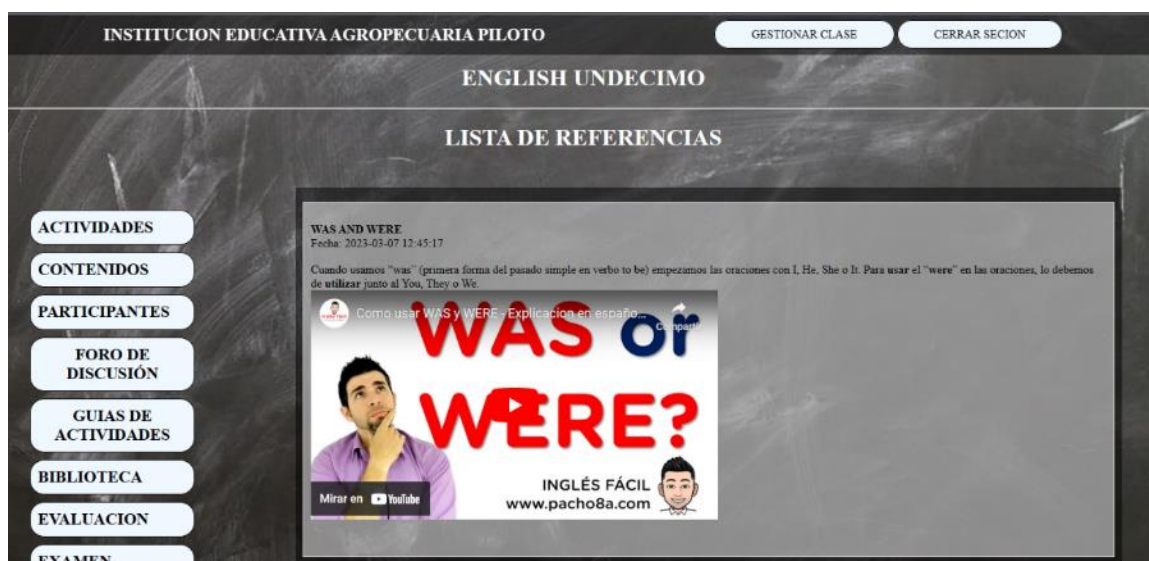 INSTITUCION EDUCATIVA AGROPECUARIA PILOTO
GESTIONAR CLASE
CERRAR SECION
ENGLISH UNDECIMO
LISTA DE REFERENCIAS
ACTIVIDADES
CONTENIDOS
PARTICIPANTES
FORO DE
DISCUSIÓN
GUIAS DE
ACTIVIDADES
BIBLIOTECA
EVALUACION
EXAMEN
WAS AND WERE
Fecha: 2023-03-07 12:45:17
Cuando usamos "was" (primera forma del pasado simple en verbo to be) empezamos las oraciones con I, He, She o It. Para usar el "were" en las oraciones, lo debemos
de utilizar junto al You, They o We.
Como usar WAS y WERE - Explicacion en españo...
Compartir
WAS or
WERE?
INGLÉS FÁCIL
www.pacho8a.com
Mirar en YouTube